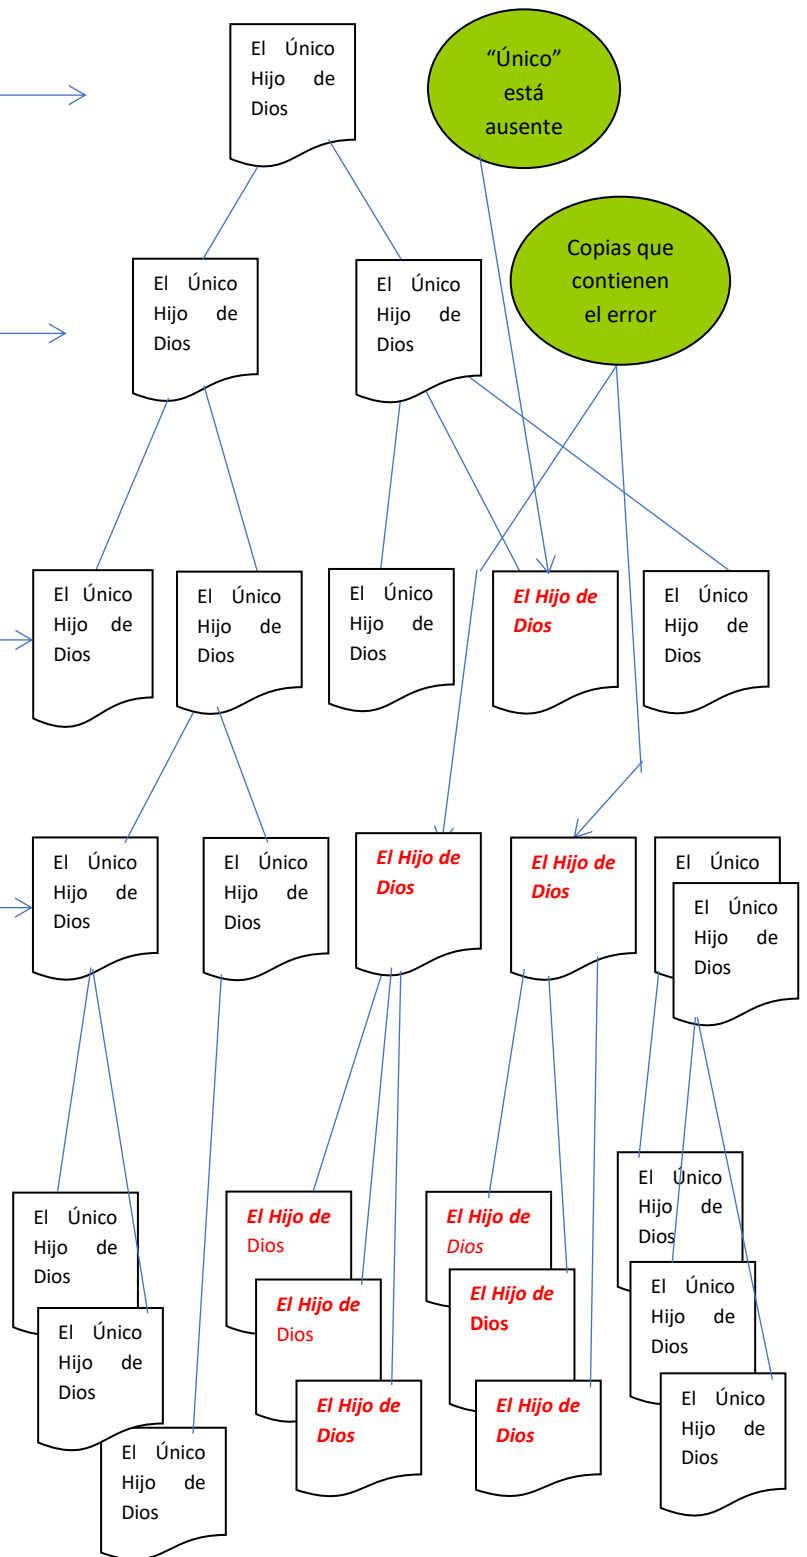 El Único
Hijo de
Dios
“Único”
está
ausente
El Único
Hijo de
Dios
El Único
Hijo de
Dios
Copias que
contienen
el error
El Único
Hijo de
Dios
El Único
Hijo de
Dios
El Único
Hijo de
Dios
El Hijo de
Dios
El Único
Hijo de
Dios
El Único
Hijo de
Dios
El Único
Hijo de
Dios
El Hijo de
Dios
El Hijo de
Dios
El Único
El Único
Hijo de
Dios
El Único
Hijo de
Dios
El Único
Hijo de
Dios
El Único
Hijo de
Dios
El Hijo de
Dios
El Hijo de
Dios
El Hijo de
Dios
El Hijo de
Dios
El Hijo de
Dios
El Hijo de
Dios
El Único
Hijo de
Dios
El Único
Hijo de
Dios
El Único
Hijo de
Dios